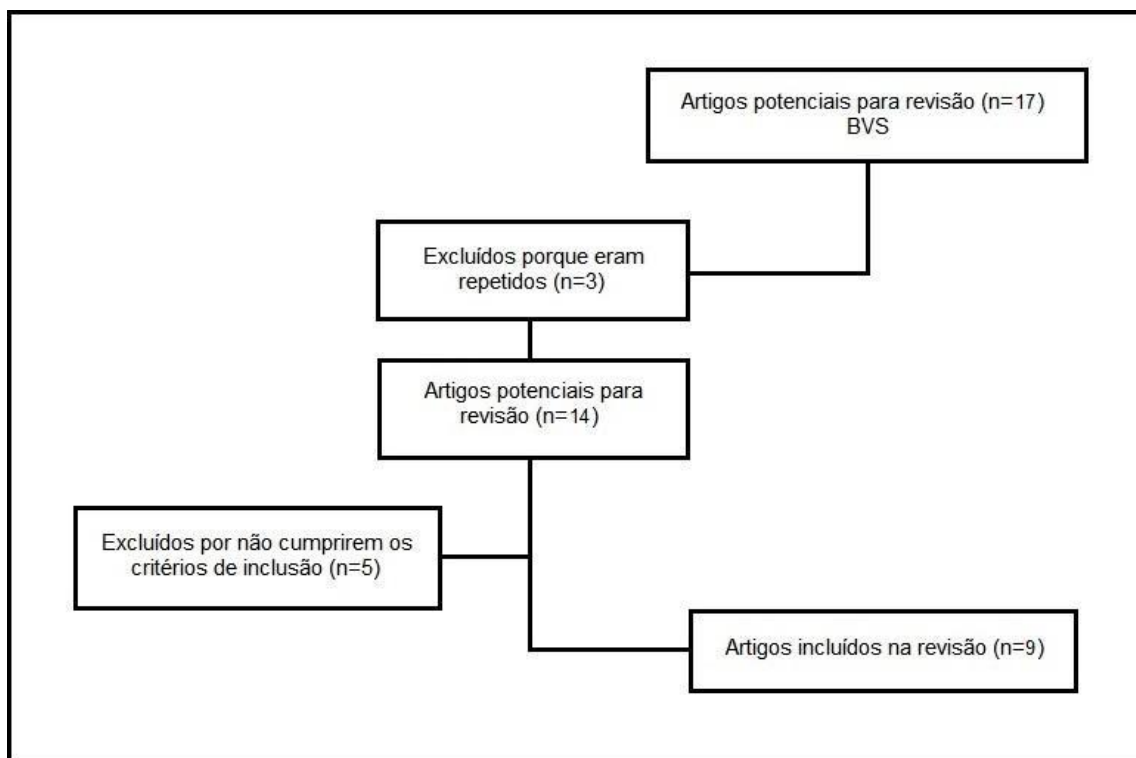 Artigos potenciais para revisão (n=17)
BVS
Excluídos porque eram
repetidos (n=3)
Artigos potenciais para
revisão (n=14)
Excluídos por não cumprirem os
critérios de inclusão (n=5)
Artigos incluídos na revisão (n=9)